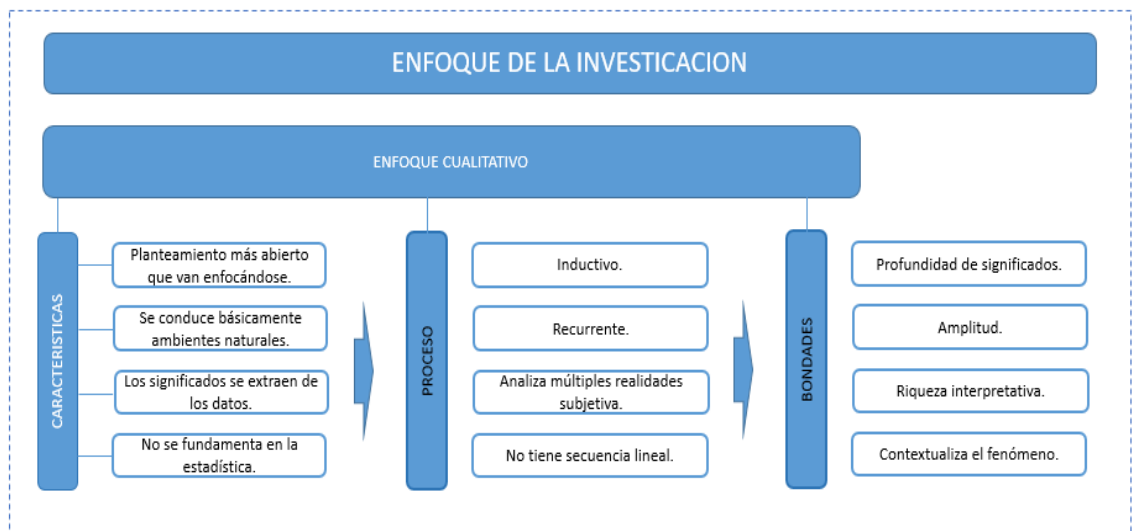 ENFOQUE DE LA INVESTICACION
ENFOQUE CUALITATIVO
CARACTERISTICAS
Planteamiento más abierto
que van enfocándose.
Se conduce básicamente
ambientes naturales.
Los significados se extraen de
los datos.
No se fundamenta en la
estadística.
PROCESO
Inductivo.
Recurrente.
Analiza múltiples realidades
subjetiva.
No tiene secuencia lineal.
BONDADES
Profundidad de significados.
Amplitud.
Riqueza interpretativa.
Contextualiza el fenómeno.